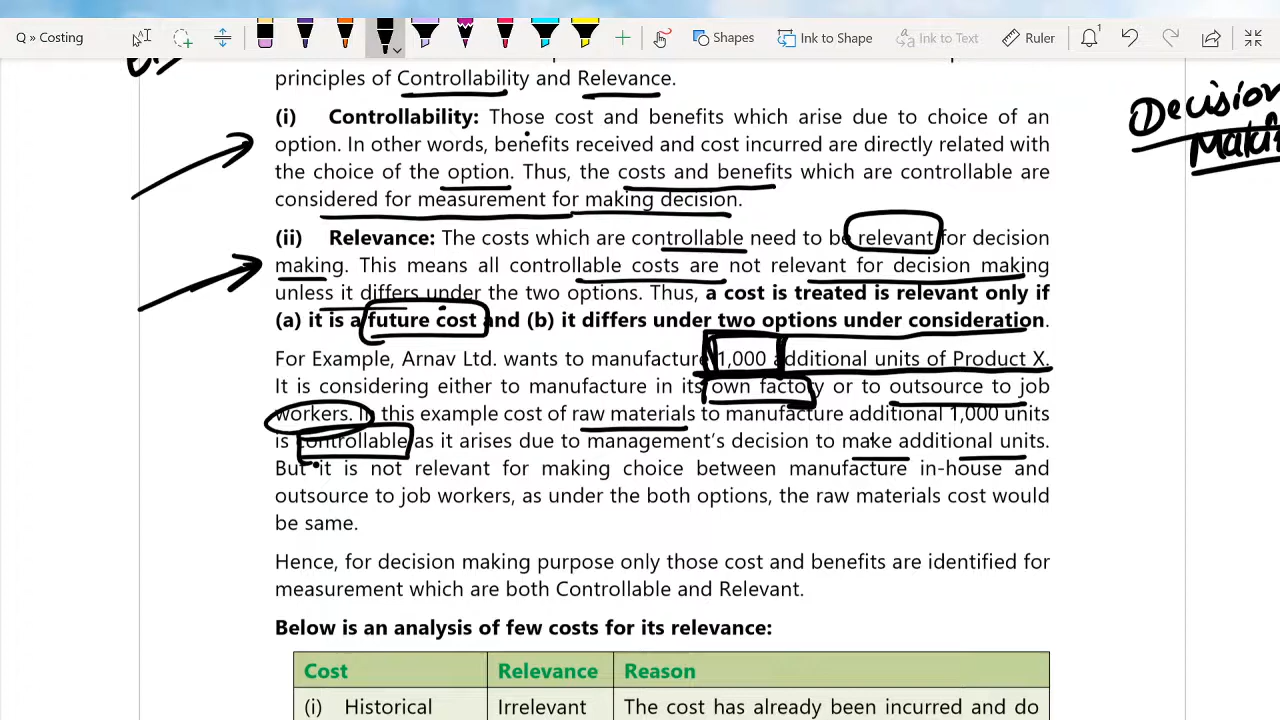 Q » Costing
Shapes
Ink to Shape
Ink to Text
Ruler
principles of Controllability and Relevance.
Decision
Making
(i) Controllability: Those cost and benefits which arise due to choice of an
option. In other words, benefits received and cost incurred are directly related with
the choice of the option. Thus, the costs and benefits which are controllable are
considered for measurement for making decision.
(ii) Relevance: The costs which are controllable need to be relevant for decision
making. This means all controllable costs are not relevant for decision making
unless it differs under the two options. Thus, a cost is treated is relevant only if
(a) it is a future cost and (b) it differs under two options under consideration.
For Example, Arnav Ltd. wants to manufacture 1,000 additional units of Product X.
It is considering either to manufacture in its own factory or to outsource to job
workers. In this example cost of raw materials to manufacture additional 1,000 units
is controllable as it arises due to management's decision to make additional units.
But it is not relevant for making choice between manufacture in-house and
outsource to job workers, as under the both options, the raw materials cost would
be same.
Hence, for decision making purpose only those cost and benefits are identified for
measurement which are both Controllable and Relevant.
Below is an analysis of few costs for its relevance:
Cost Relevance Reason
(i) Historical Irrelevant The cost has already been incurred and do